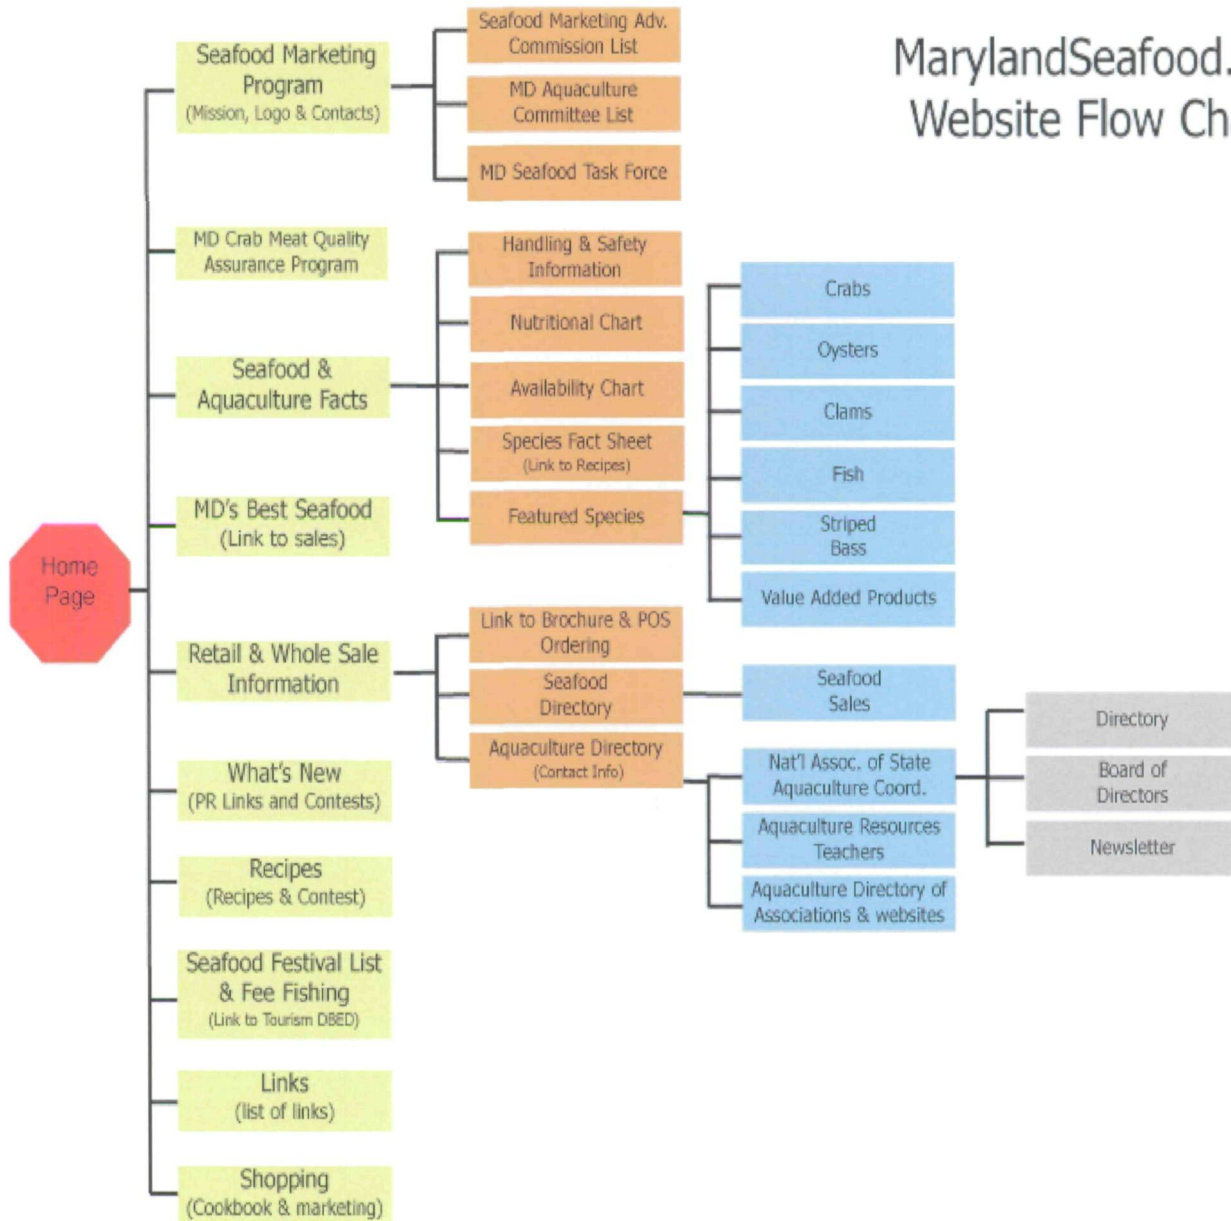 MarylandSeafood.
Website Flow Ch
Home
Page
Seafood Marketing
Program
(Mission, Logo & Contacts)
Seafood Marketing Adv.
Commission List
MD Aquaculture
Committee List
MD Seafood Task Force
MD Crab Meat Quality
Assurance Program
Seafood &
Aquaculture Facts
Handling & Safety
Information
Nutritional Chart
Availability Chart
Species Fact Sheet
(Link to Recipes)
Featured Species
Crabs
Oysters
Clams
Fish
Striped
Bass
Value Added Products
MD's Best Seafood
(Link to sales)
Retail & Whole Sale
Information
Link to Brochure & POS
Ordering
Seafood
Directory
Seafood
Sales
Aquaculture Directory
(Contact Info)
Nat'l Assoc. of State
Aquaculture Coord.
Directory
Board of
Directors
Newsletter
Aquaculture Resources
Teachers
Aquaculture Directory of
Associations & websites
What's New
(PR Links and Contests)
Recipes
(Recipes & Contest)
Seafood Festival List
& Fee Fishing
(Link to Tourism DBED)
Links
(list of links)
Shopping
(Cookbook & marketing)